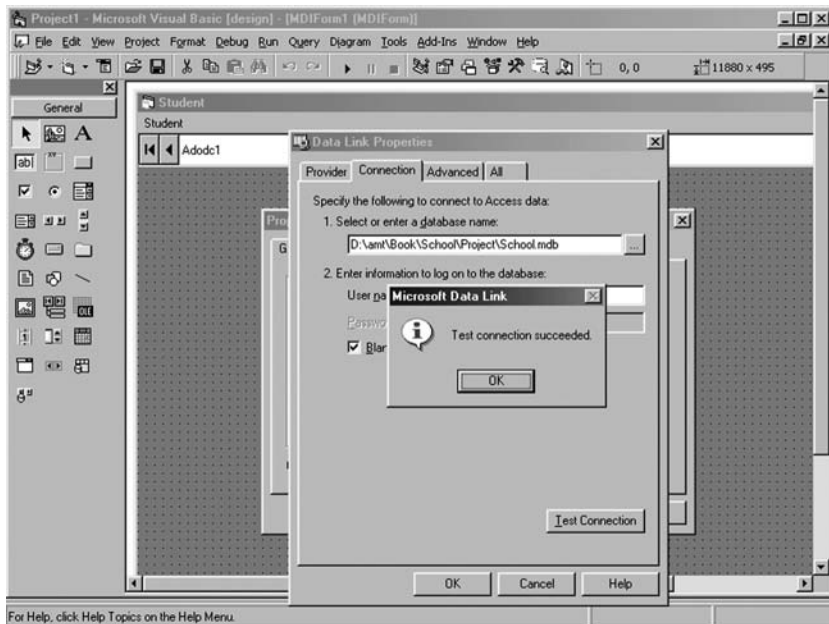 Project1 - Microsoft Visual Basic [design] - [MDIForm1 (MDIForm)]
File Edit View Project Format Debug Run Query Diagram Tools Add-Ins Window Help
0, 0 11880 x 495
General
Student
Student
Adodc1
Data Link Properties
Provider Connection Advanced All
Specify the following to connect to Access data:
1. Select or enter a database name:
D:\amt\Book\School\Project\School.mdb ...
2. Enter information to log on to the database:
User na
Microsoft Data Link
Passwo
Test connection succeeded.
Blan
OK
Test Connection
OK Cancel Help
For Help, click Help Topics on the Help Menu.